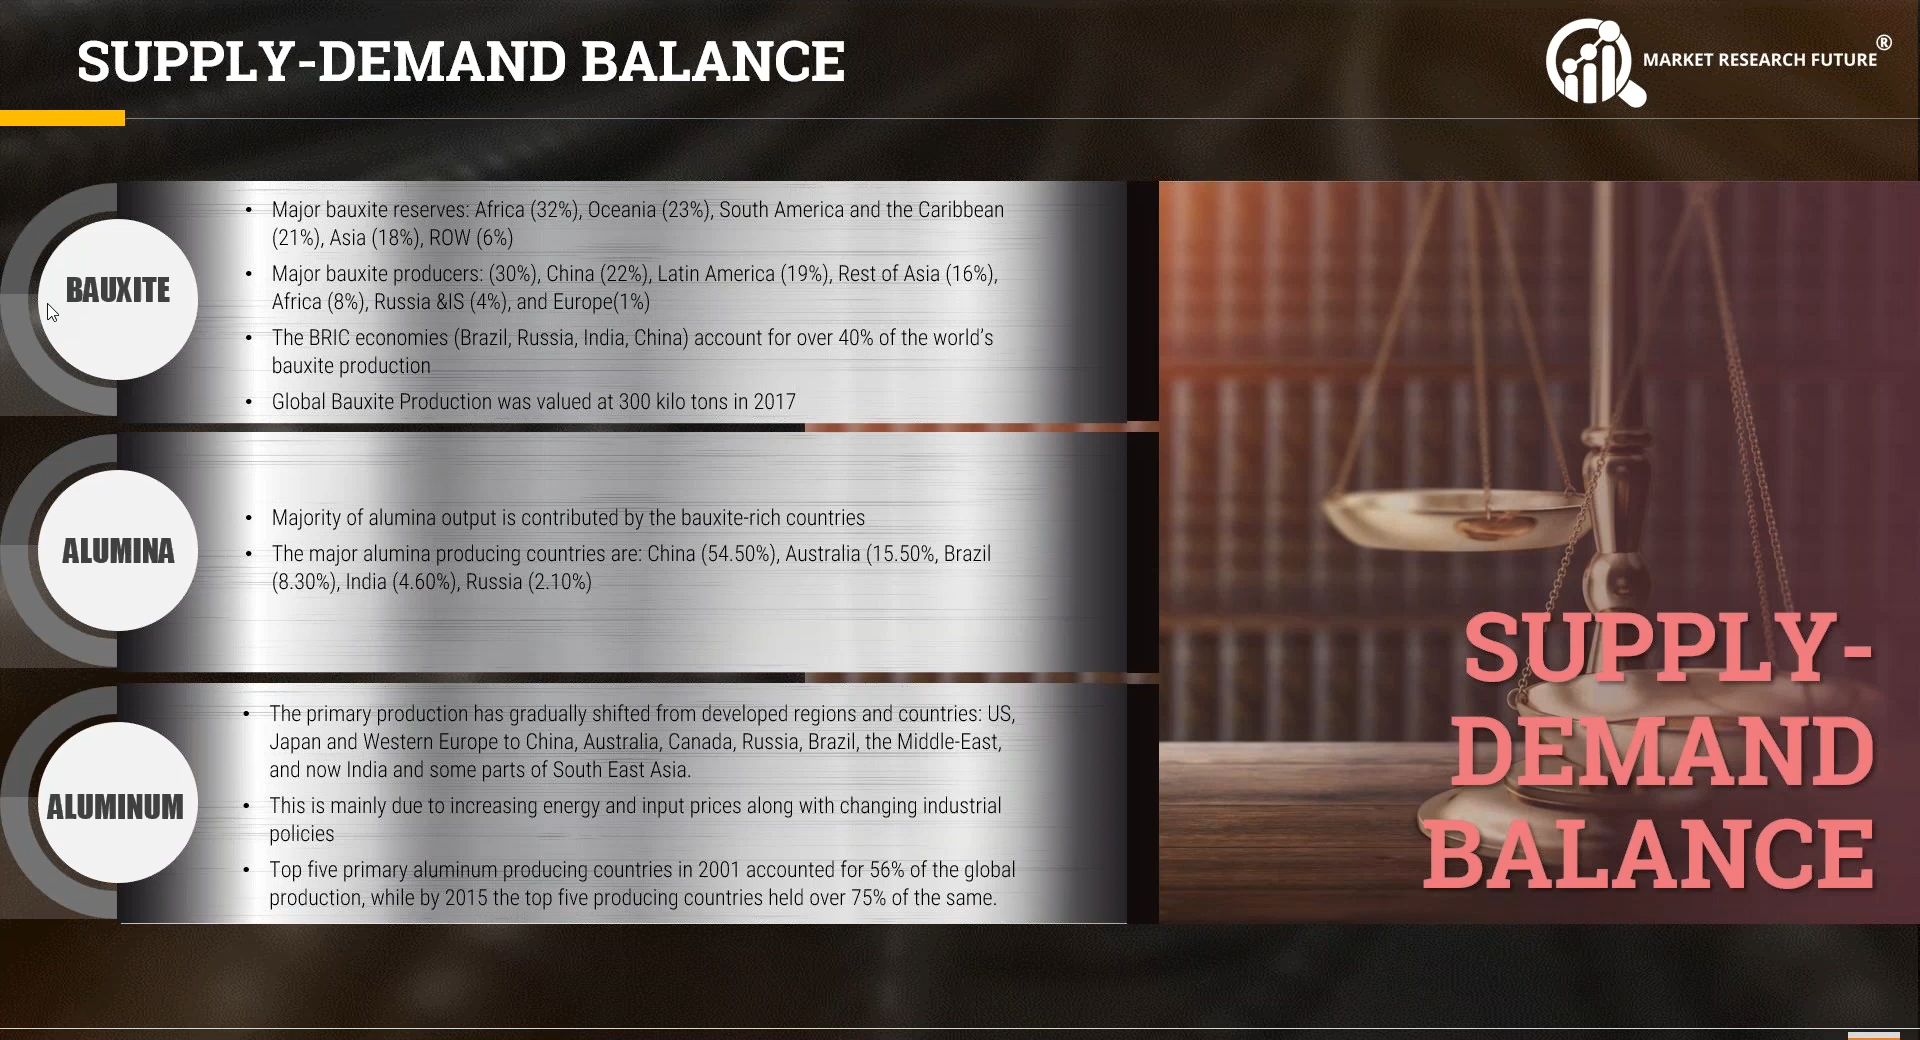 SUPPLY-DEMAND BALANCE
MARKET RESEARCH FUTURE®
BAUXITE
• Major bauxite reserves: Africa (32%), Oceania (23%), South America and the Caribbean
(21%), Asia (18%), ROW (6%)
• Major bauxite producers: (30%), China (22%), Latin America (19%), Rest of Asia (16%),
Africa (8%), Russia &IS (4%), and Europe(1%)
• The BRIC economies (Brazil, Russia, India, China) account for over 40% of the world’s
bauxite production
• Global Bauxite Production was valued at 300 kilo tons in 2017
ALUMINA
• Majority of alumina output is contributed by the bauxite-rich countries
• The major alumina producing countries are: China (54.50%), Australia (15.50%, Brazil
(8.30%), India (4.60%), Russia (2.10%)
ALUMINUM
• The primary production has gradually shifted from developed regions and countries: US,
Japan and Western Europe to China, Australia, Canada, Russia, Brazil, the Middle-East,
and now India and some parts of South East Asia.
• This is mainly due to increasing energy and input prices along with changing industrial
policies
• Top five primary aluminum producing countries in 2001 accounted for 56% of the global
production, while by 2015 the top five producing countries held over 75% of the same.
SUPPLY-
DEMAND
BALANCE